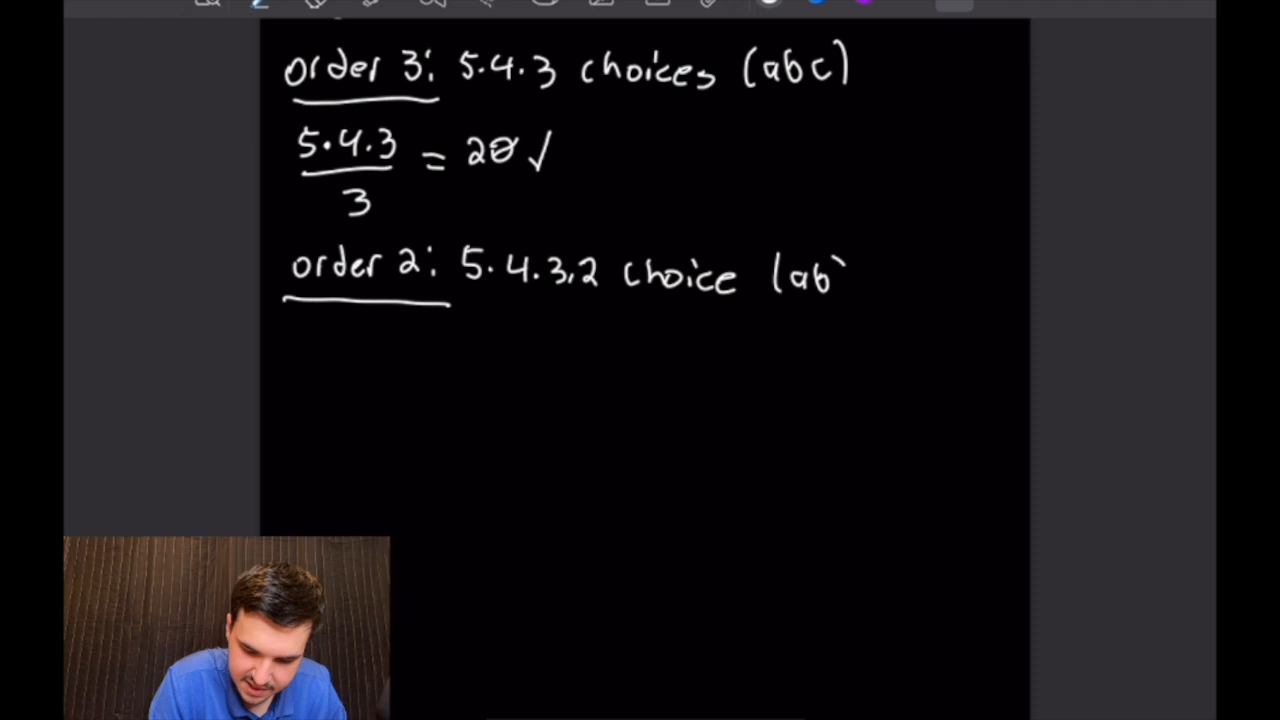 order 3: 5.4.3 choices (abc)
5.4.3
3
= 20 ✓
order 2: 5.4.3.2 choice (ab)